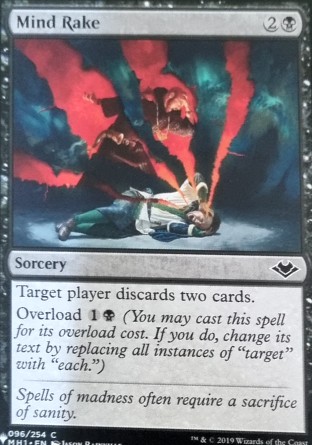 Mind Rake 2
Sorcery
Target player discards two cards.
Overload 1 (You may cast this spell
for its overload cost. If you do, change its
text by replacing all instances of “target”
with “each.”)
Spells of madness often require a sacrifice
of sanity.
096/254 C
MH1 • EN
™ & © 2019 Wizards of the Coast